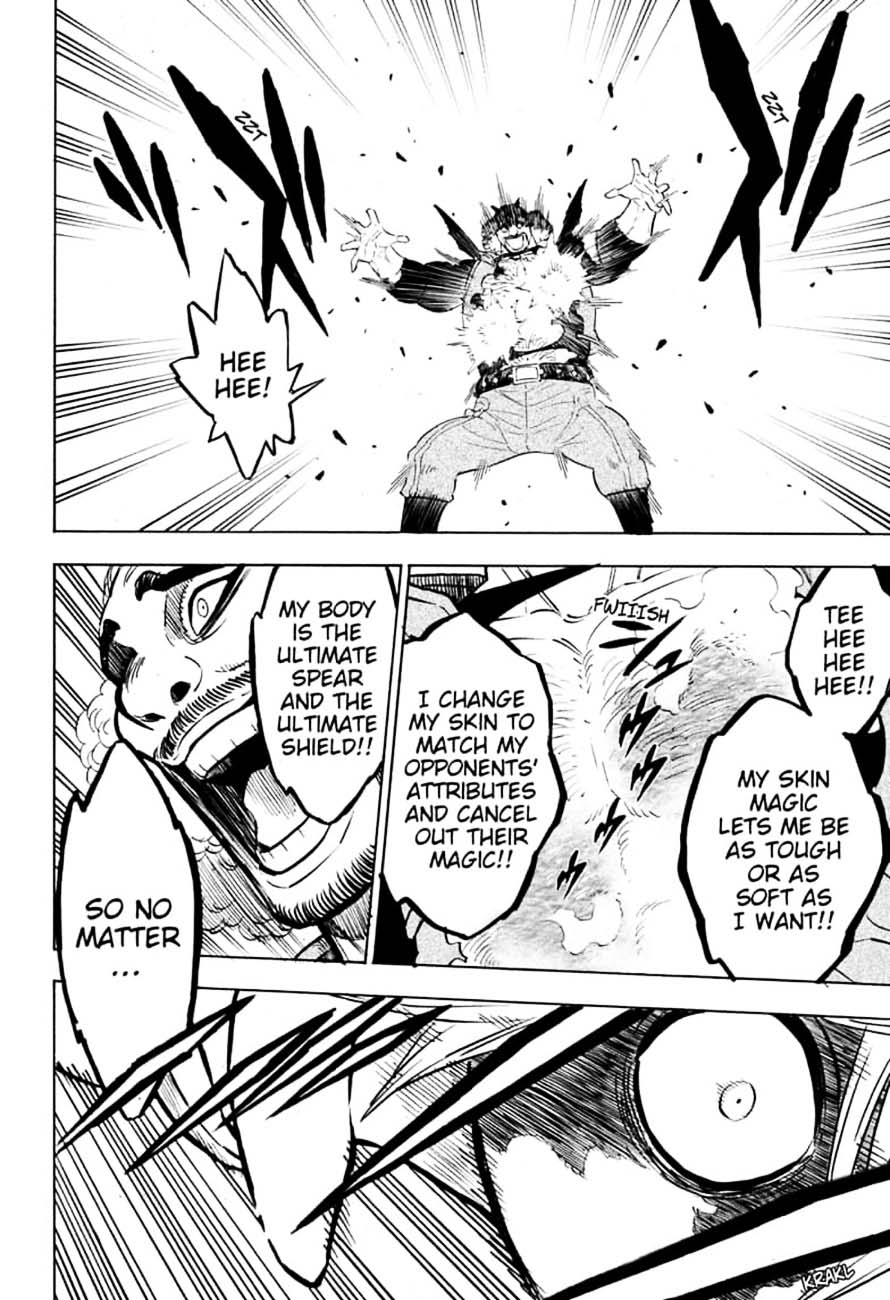 ZZT
ZZT
HEE
HEE!
TEE
HEE
HEE
HEE!!
MY SKIN
MAGIC
LETS ME BE
AS TOUGH
OR AS
SOFT AS
I WANT!!
FWIIISH
I CHANGE
MY SKIN TO
MATCH MY
OPPONENTS'
ATTRIBUTES
AND CANCEL
OUT THEIR
MAGIC!!
MY BODY
IS THE
ULTIMATE
SPEAR
AND THE
ULTIMATE
SHIELD!!
SO NO
MATTER
...
KRAKL